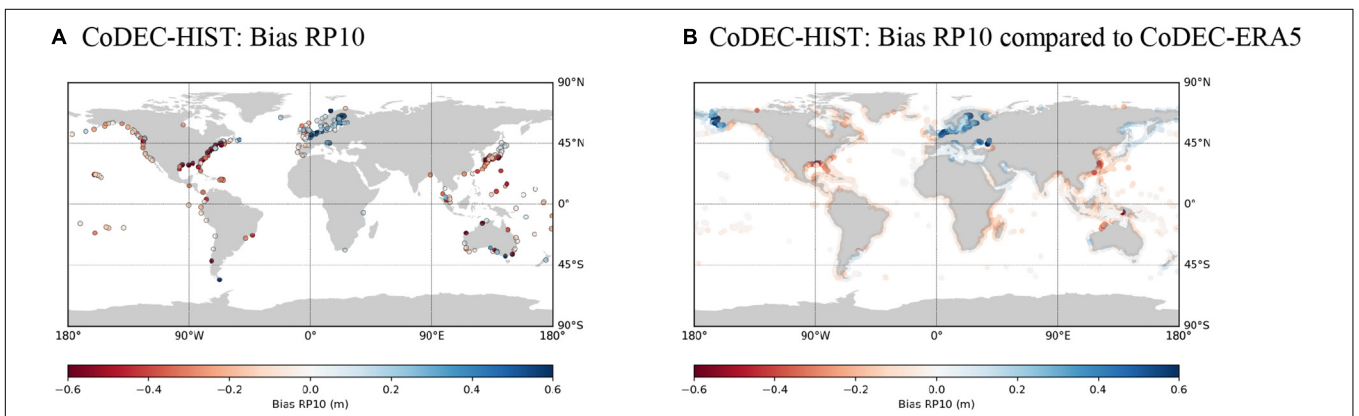 A CoDEC-HIST: Bias RP10
90°N
45°N
0°
45°S
90°S
180° 90°W 0° 90°E 180°
−0.6 −0.4 −0.2 0.0 0.2 0.4 0.6
Bias RP10 (m)
B CoDEC-HIST: Bias RP10 compared to CoDEC-ERA5
90°N
45°N
0°
45°S
90°S
180° 90°W 0° 90°E 180°
−0.6 −0.4 −0.2 0.0 0.2 0.4 0.6
Bias RP10 (m)